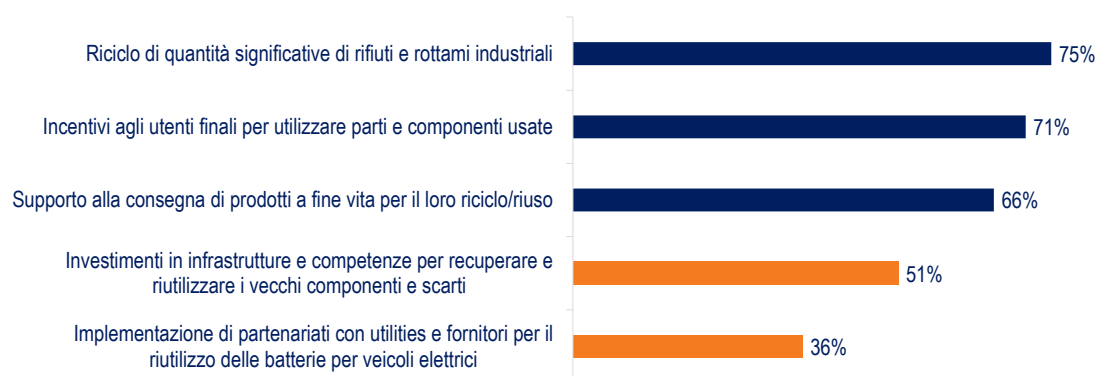 Riciclo di quantità significative di rifiuti e rottami industriali
75%
Incentivi agli utenti finali per utilizzare parti e componenti usate
71%
Supporto alla consegna di prodotti a fine vita per il loro riciclo/riuso
66%
Investimenti in infrastrutture e competenze per recuperare e
riutilizzare i vecchi componenti e scarti
51%
Implementazione di partenariati con utilities e fornitori per il
riutilizzo delle batterie per veicoli elettrici
36%